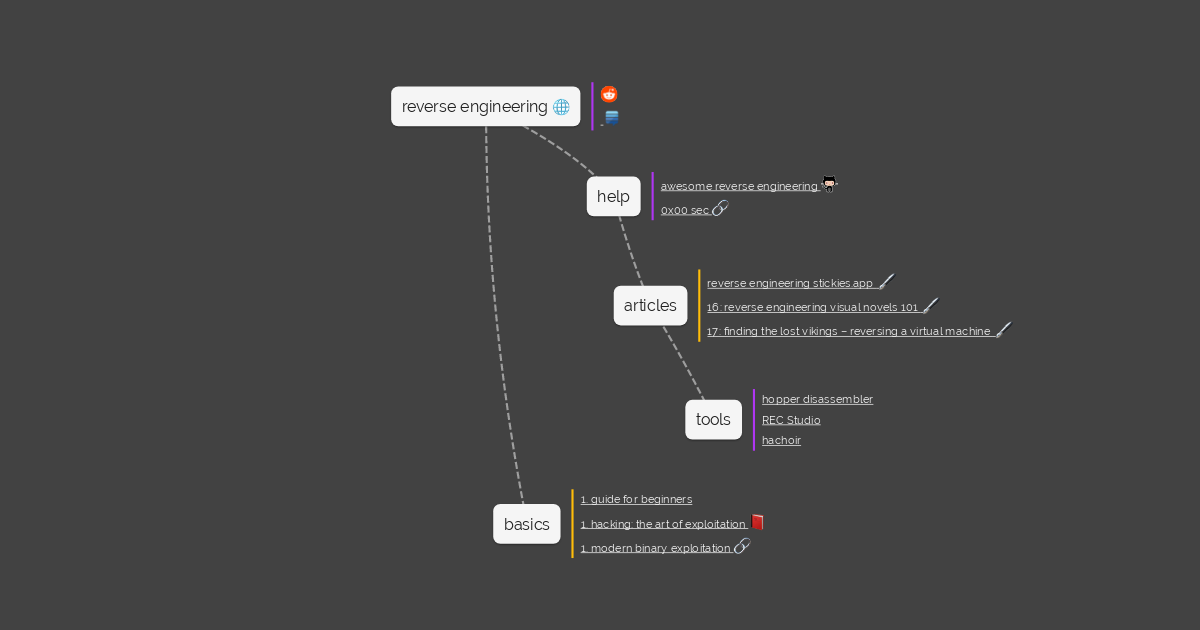 reverse engineering
help
awesome reverse engineering
0x00 sec
articles
reverse engineering stickies.app
16: reverse engineering visual novels 101
17: finding the lost vikings – reversing a virtual machine
tools
hopper disassembler
REC Studio
hachoir
basics
1. guide for beginners
1. hacking: the art of exploitation
1. modern binary exploitation